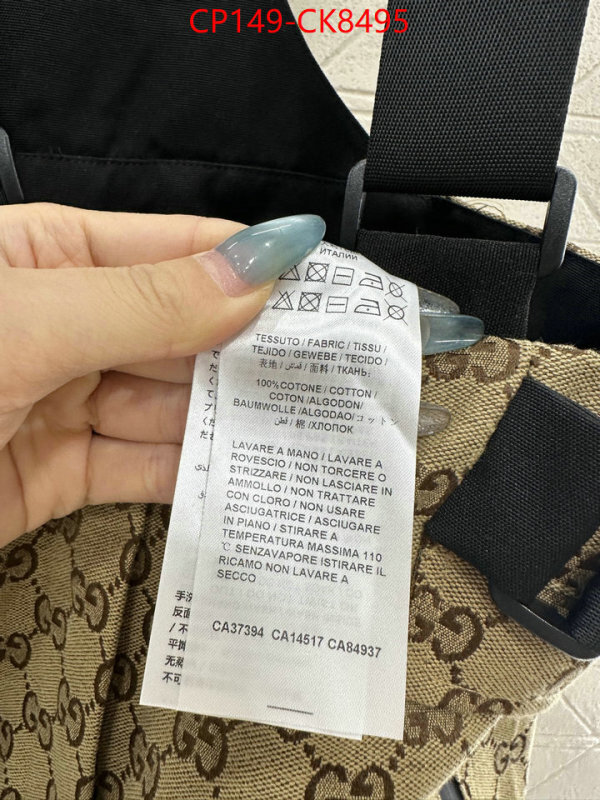 CP149-CK8495
ИТАЛИИ
TESSUTO / FABRIC / TISSU /
TEJIDO / GEWEBE / TECIDO /
表地 / قماش / 面料 / ТКАНЬ:
100%COTONE / COTTON /
COTON /ALGODON/
BAUMWOLLE /ALGODAO/コットン
/ قطن / 棉 /ХЛОПОК
LAVARE A MANO / LAVARE A
ROVESCIO / NON TORCERE O
STRIZZARE / NON LASCIARE IN
AMMOLLO / NON TRATTARE
CON CLORO / NON USARE
ASCIUGATRICE / ASCIUGARE
IN PIANO / STIRARE A
TEMPERATURA MASSIMA 110
℃ SENZAVAPORE ISTIRARE IL
RICAMO NON LAVARE A
SECCO
CA37394 CA14517 CA84937
手洗
反面
/ 不
平摊
无蒸
不可